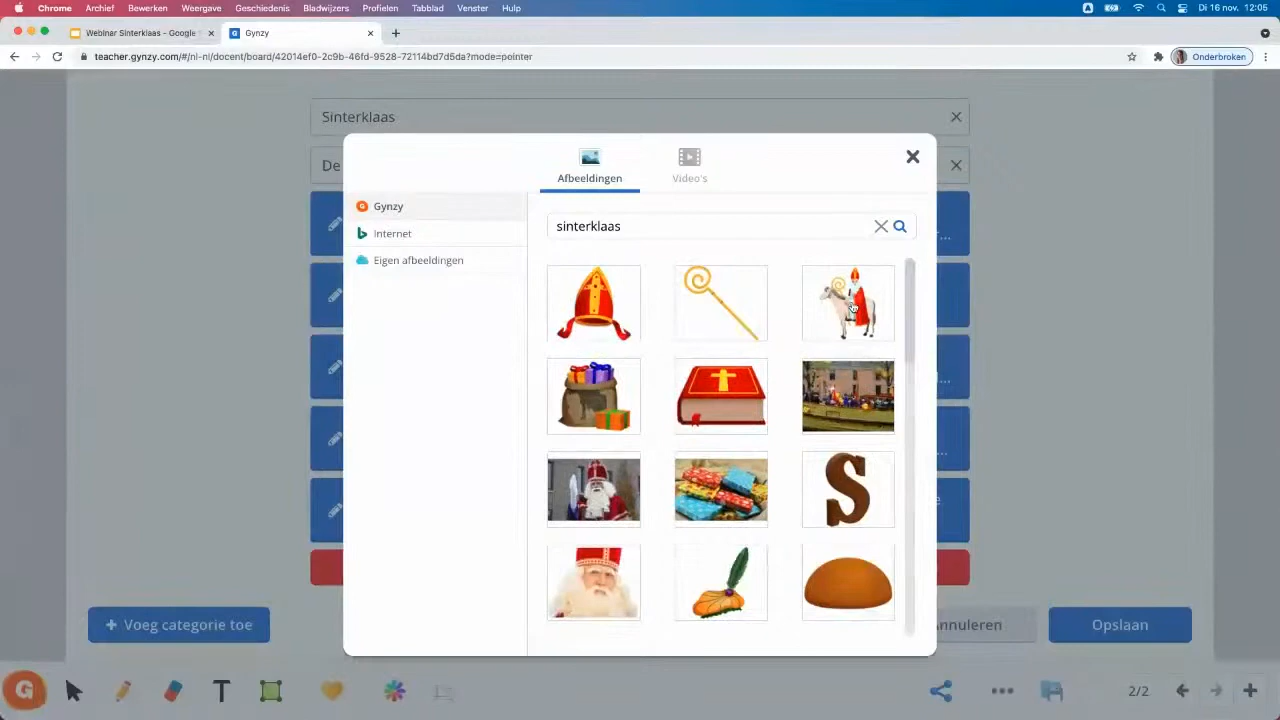 Chrome Archief Bewerken Weergave Geschiedenis Bladwijzers Profielen Tabblad Venster Hulp Di 16 nov. 12:05
Webinar Sinterklaas - Google Gynzy
teacher.gynzy.com/#/nl-nl/docent/board/42014ef0-2c9b-46fd-9528-72114bd7d5da?mode=pointer Onderbroken
Sinterklaas
De
Afbeeldingen Video's
Gynzy
Internet
Eigen afbeeldingen
sinterklaas
+ Voeg categorie toe
nnuleren Opslaan
2/2